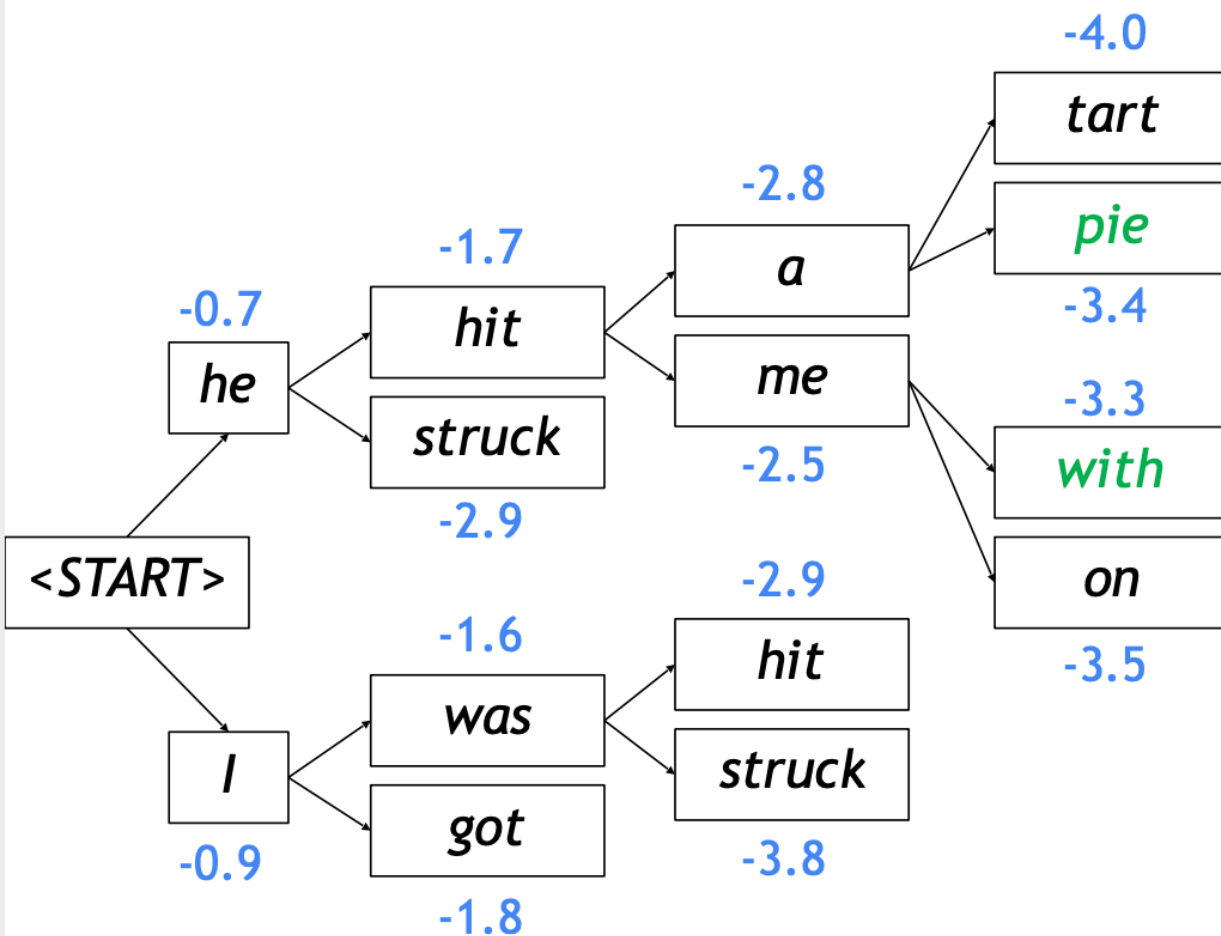 -4.0
tart
-2.8
pie
-1.7
a
-3.4
-0.7
hit
me
-3.3
he
struck
-2.5
with
-2.9
<START>
-2.9
on
-1.6
hit
-3.5
was
I
struck
got
-0.9
-3.8
-1.8